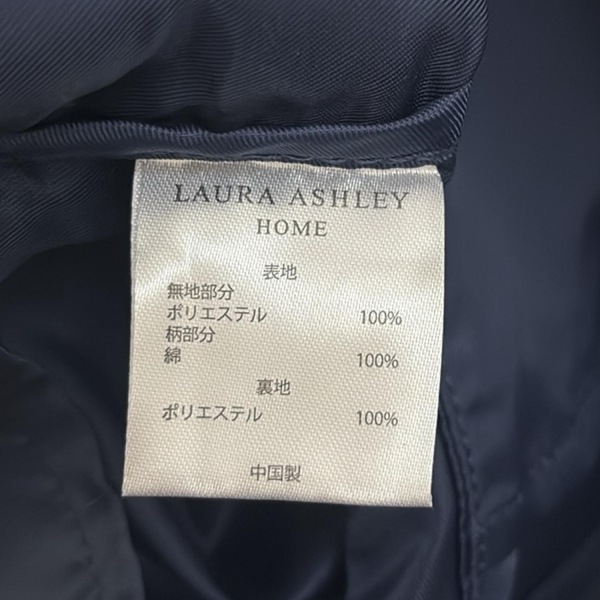 LAURA ASHLEY
HOME
表地
無地部分
ポリエステル 100%
柄部分
綿 100%
裏地
ポリエステル 100%
中国製